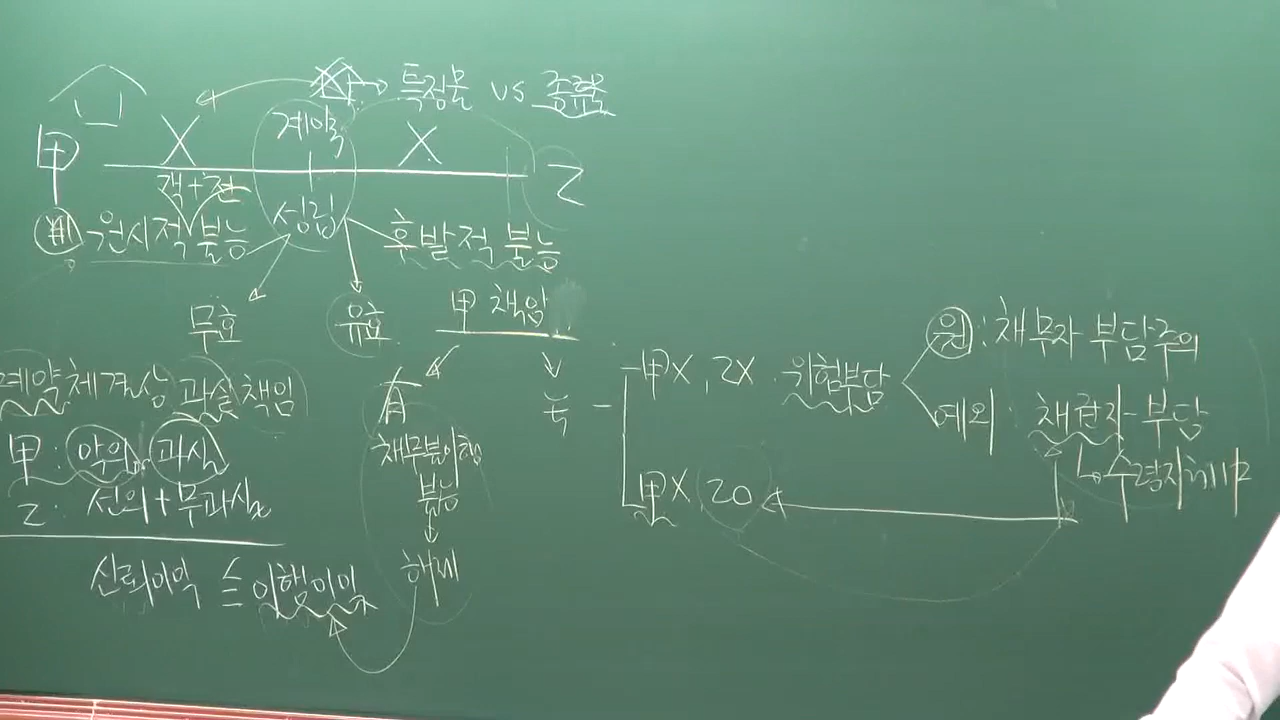 특정물 vs 종류물
甲 X 계약 X 乙
객+전 성립
원시적 불능 후발적 불능
무효 유효 甲 책임
계약체결상 과실책임 有 甲X, 乙X 위험부담 원: 채무자 부담주의
예외: 채권자 부담
甲: 악의 과실 채무불이행 甲X, 乙O 수령지체
乙: 선의+무과실 불능
신뢰이익 ≦ 이행이익 해제